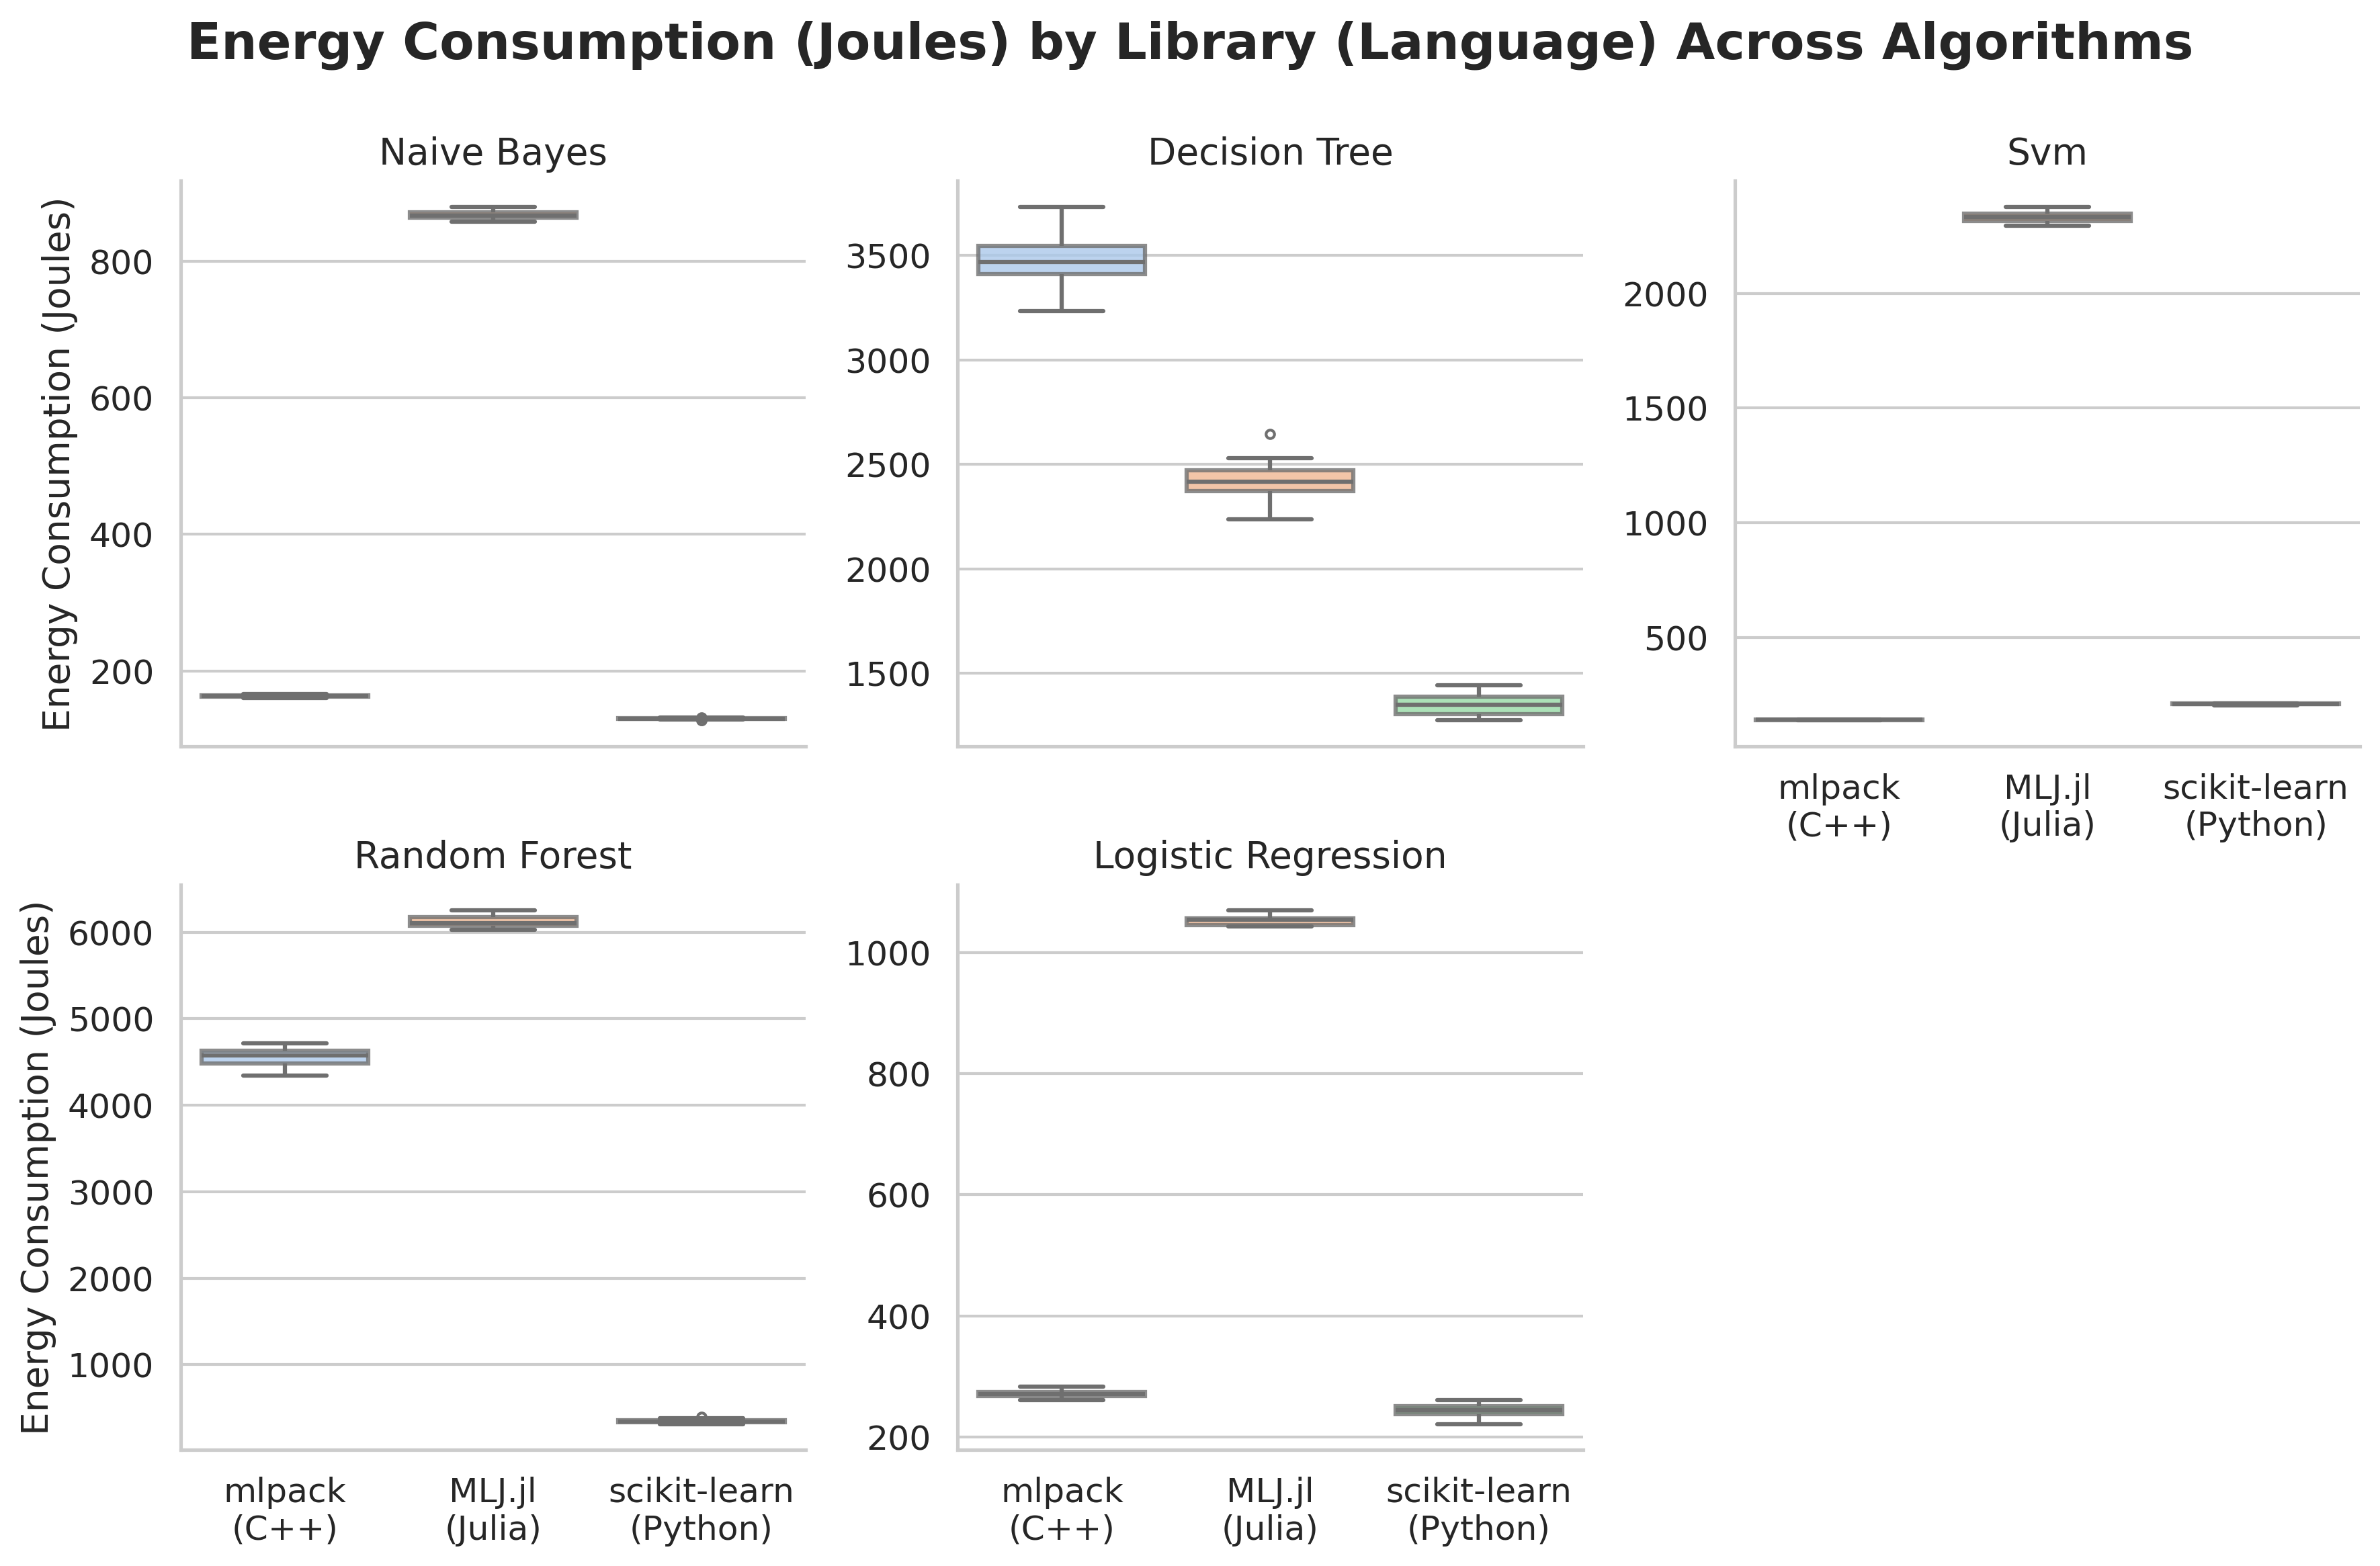 Energy Consumption (Joules) by Library (Language) Across Algorithms
Naive Bayes
Energy Consumption (Joules)
800
600
400
200
Decision Tree
3500
3000
2500
2000
1500
Svm
2000
1500
1000
500
mlpack
(C++)
MLJ.jl
(Julia)
scikit-learn
(Python)
Random Forest
Energy Consumption (Joules)
6000
5000
4000
3000
2000
1000
mlpack
(C++)
MLJ.jl
(Julia)
scikit-learn
(Python)
Logistic Regression
1000
800
600
400
200
mlpack
(C++)
MLJ.jl
(Julia)
scikit-learn
(Python)